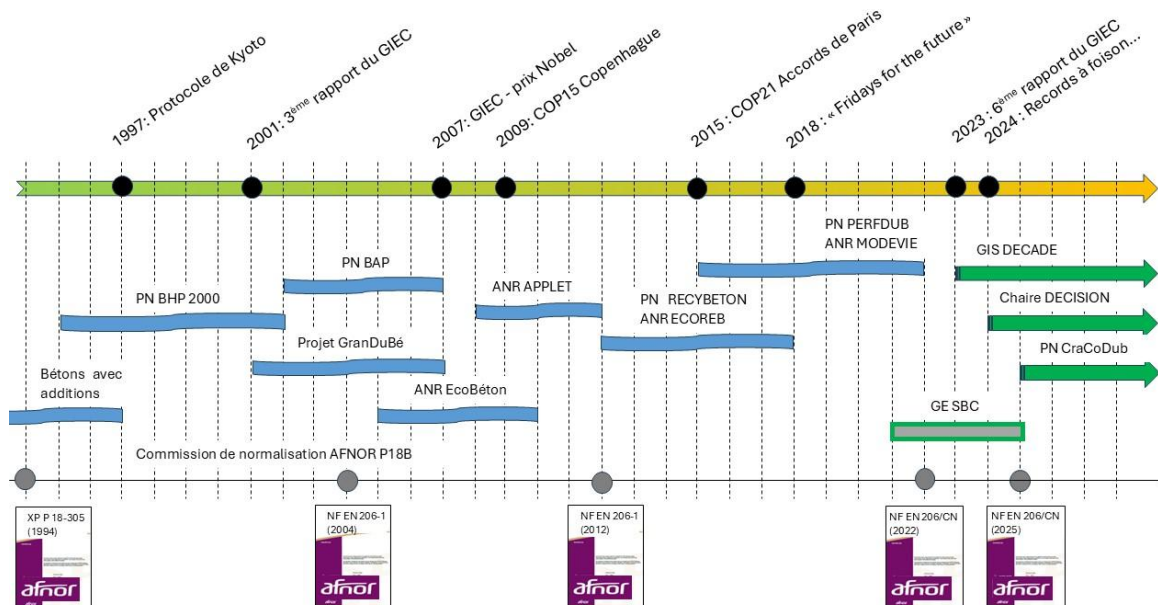 1997: Protocole de Kyoto
2001: 3ème rapport du GIEC
2007: GIEC - prix Nobel
2009: COP15 Copenhague
2015 : COP21 Accords de Paris
2018 : « Fridays for the future »
2023 : 6ème rapport du GIEC
2024 : Records à foison...
PN PERFDUB
ANR MODEVIE
GIS DECADE
PN BAP
ANR APPLET
PN RECYBETON
ANR ECOREB
PN BHP 2000
Chaire DECISION
Projet GranDuBé
PN CraCoDub
Bétons avec
additions
ANR EcoBéton
GE SBC
Commission de normalisation AFNOR P18B
XP P 18-305
(1994)
afnor
NF EN 206-1
(2004)
afnor
NF EN 206-1
(2012)
afnor
NF EN 206/CN
(2022)
afnor
NF EN 206/CN
(2025)
afnor